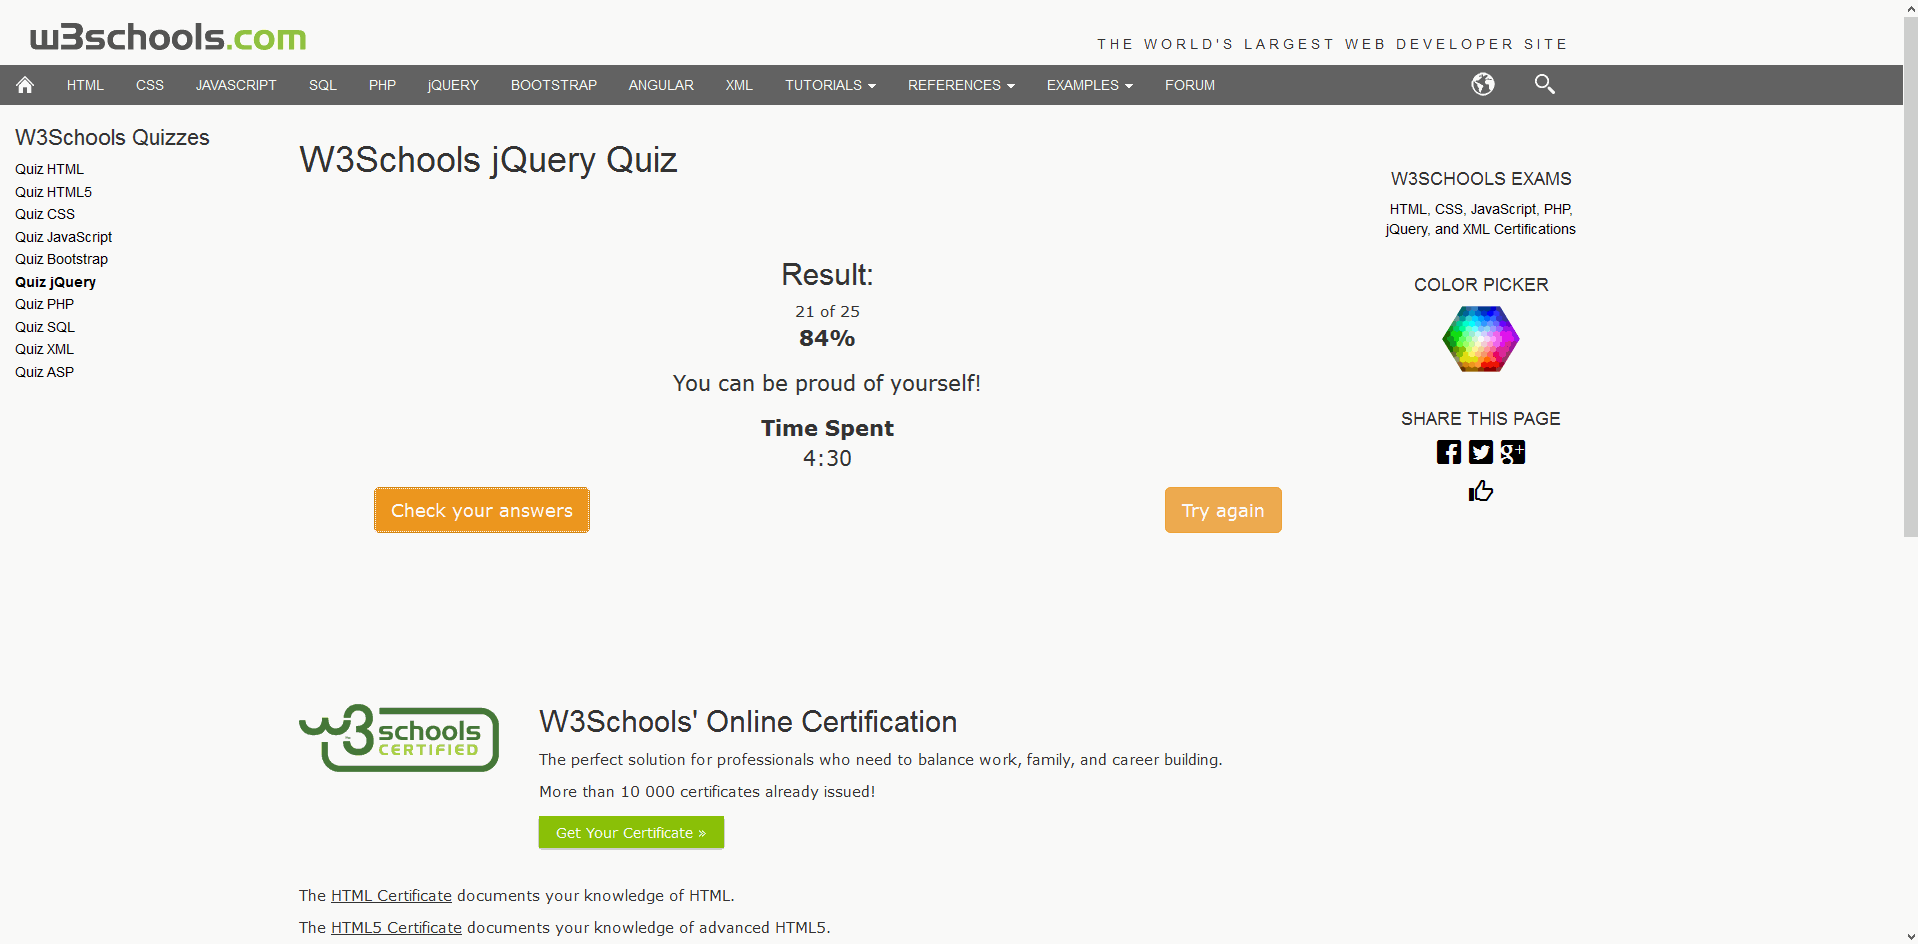 w3schools.com
THE WORLD'S LARGEST WEB DEVELOPER SITE
HTML CSS JAVASCRIPT SQL PHP jQUERY BOOTSTRAP ANGULAR XML TUTORIALS REFERENCES EXAMPLES FORUM
W3Schools Quizzes
Quiz HTML
Quiz HTML5
Quiz CSS
Quiz JavaScript
Quiz Bootstrap
Quiz jQuery
Quiz PHP
Quiz SQL
Quiz XML
Quiz ASP
W3Schools jQuery Quiz
Result:
21 of 25
84%
You can be proud of yourself!
Time Spent
4:30
Check your answers
Try again
W3SCHOOLS EXAMS
HTML, CSS, JavaScript, PHP,
jQuery, and XML Certifications
COLOR PICKER
SHARE THIS PAGE
w3schools
CERTIFIED
W3Schools' Online Certification
The perfect solution for professionals who need to balance work, family, and career building.
More than 10 000 certificates already issued!
Get Your Certificate »
The HTML Certificate documents your knowledge of HTML.
The HTML5 Certificate documents your knowledge of advanced HTML5.